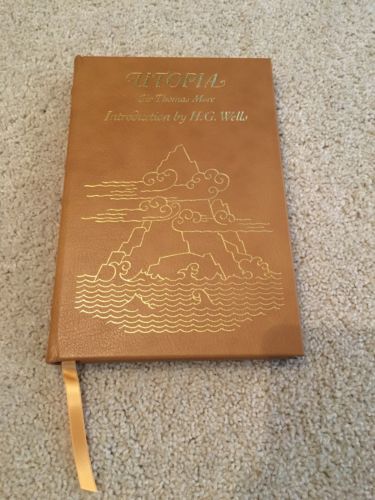 UTOPIA
Sir Thomas More
Introduction by H.G. Wells